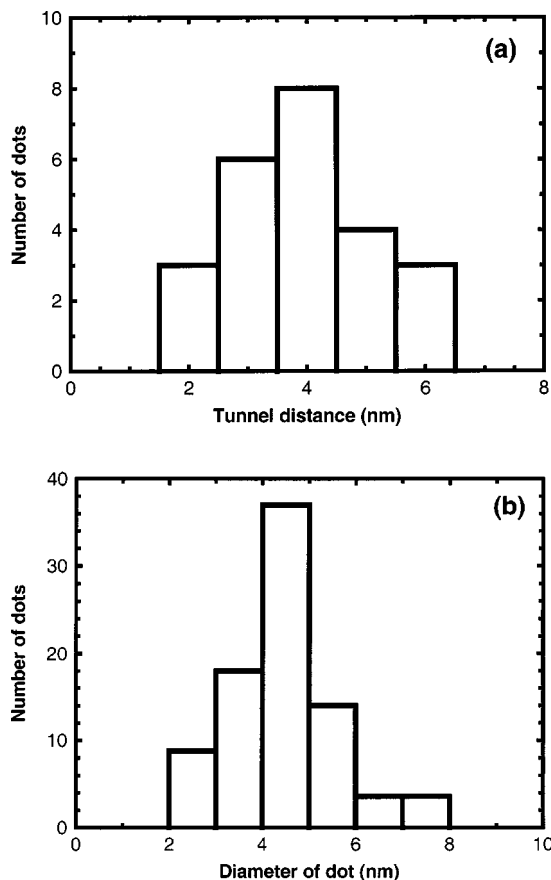 (a)
Number of dots
10
8
6
4
2
0
0 2 4 6 8
Tunnel distance (nm)
(b)
Number of dots
40
30
20
10
0
0 2 4 6 8 10
Diameter of dot (nm)